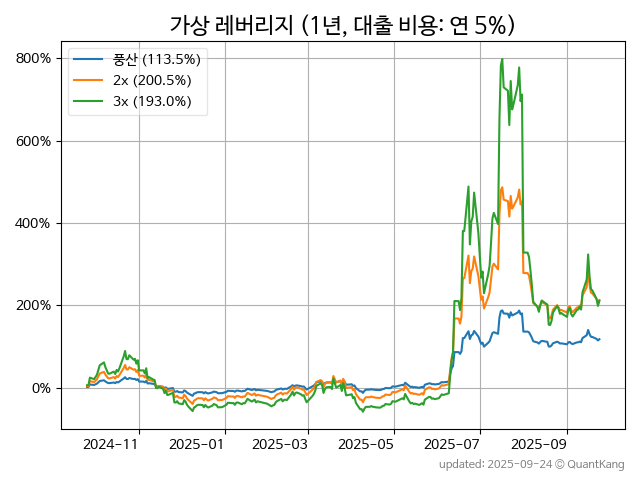 가상 레버리지 (1년, 대출 비용: 연 5%)
800%
600%
400%
200%
0%
풍산 (113.5%)
2x (200.5%)
3x (193.0%)
2024-11
2025-01
2025-03
2025-05
2025-07
2025-09
updated: 2025-09-24 © QuantKang